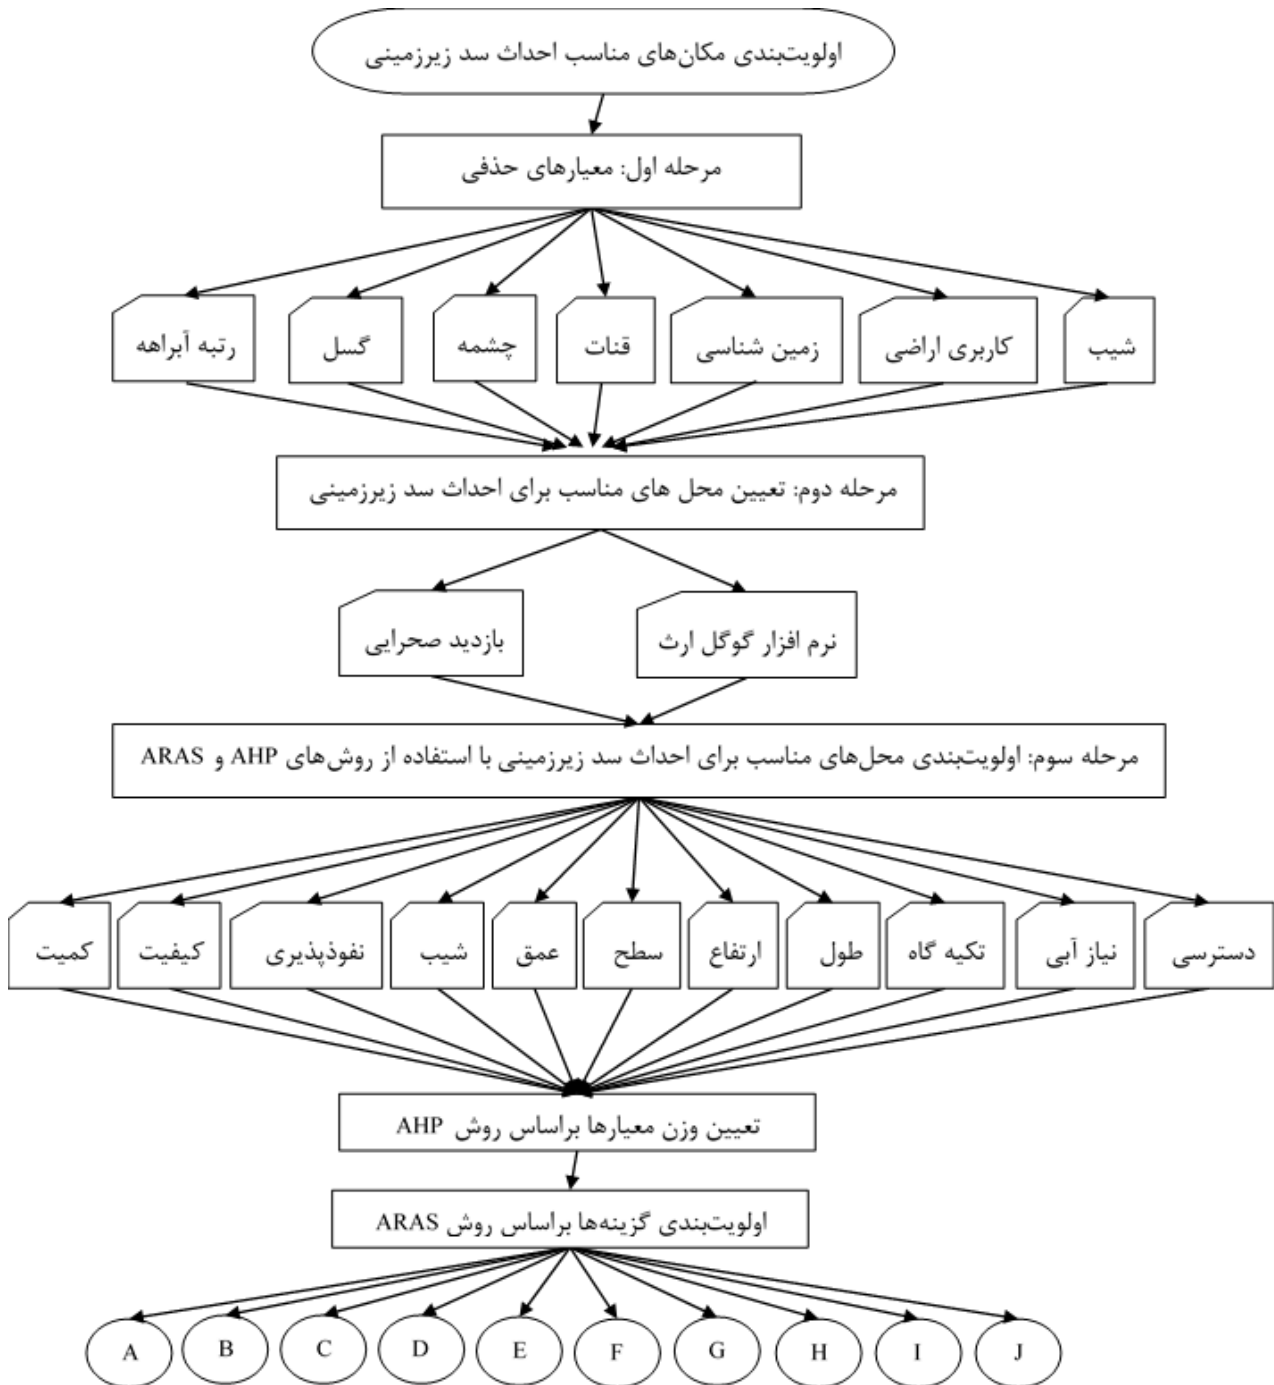 اولویت‌بندی مکان‌های مناسب احداث سد زیرزمینی
مرحله اول: معیارهای حذفی
شیب
کاربری اراضی
زمین شناسی
قنات
چشمه
گسل
رتبه آبراهه
مرحله دوم: تعیین محل های مناسب برای احداث سد زیرزمینی
نرم افزار گوگل ارث
بازدید صحرایی
مرحله سوم: اولویت‌بندی محل‌های مناسب برای احداث سد زیرزمینی با استفاده از روش‌های AHP و ARAS
دسترسی
نیاز آبی
تکیه گاه
طول
ارتفاع
سطح
عمق
شیب
نفوذپذیری
کیفیت
کمیت
تعیین وزن معیارها براساس روش AHP
اولویت‌بندی گزینه‌ها براساس روش ARAS
A
B
C
D
E
F
G
H
I
J